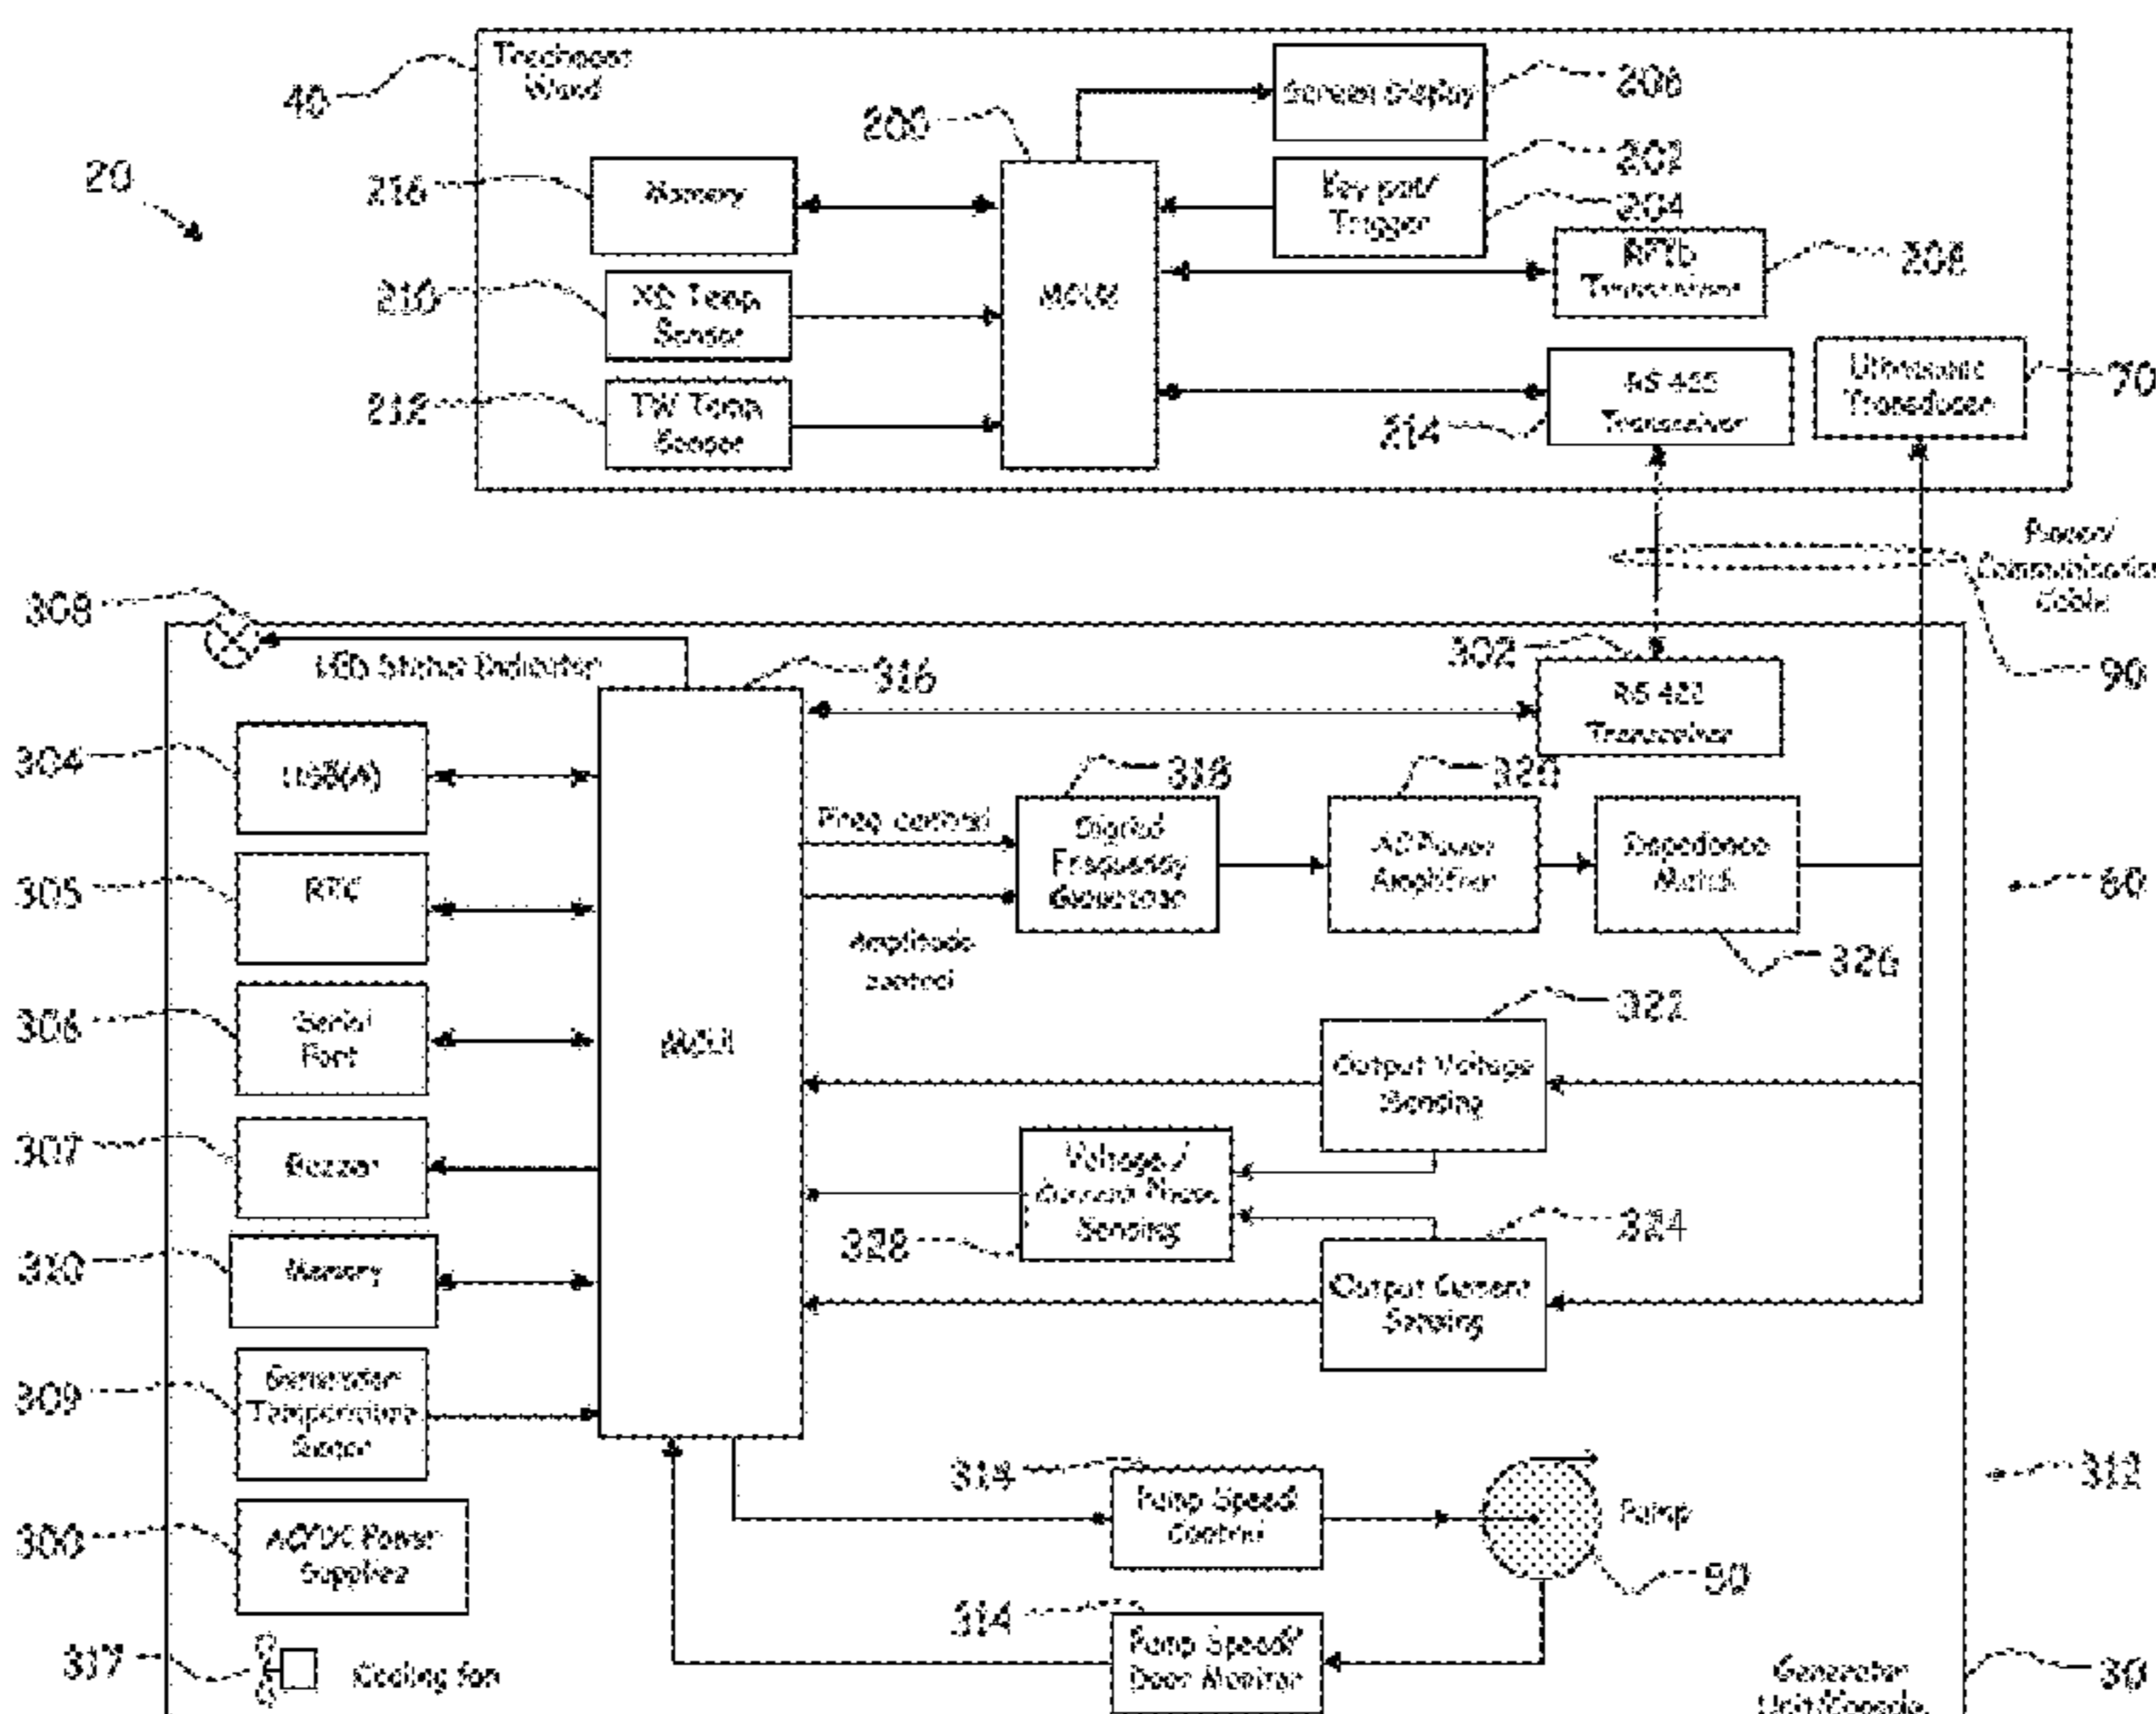 Treatment
Wand
40
20
200
Screen Display
206
216
Memory
Key pad/
Trigger
202
204
210
XD Temp
Sensor
RFID
Transceiver
208
212
TW Temp
Sensor
214
Transceiver
Ultrasonic
Transducer
70
Power/
Communication
Cable
90
308
LED Status Indicator
316
302
RS 422
Transceiver
304
USB(A)
Freq control
318
Digital
Frequency
Generator
320
AC Power
Amplifier
Impedance
Match
326
60
305
RTC
Amplitude
control
306
Serial
Port
322
Output Voltage
Sensing
307
Buzzer
Voltage /
Current Phase
Sensing
328
324
Output Current
Sensing
310
Memory
309
Generator
Temperature
Sensor
314
Pump Speed
Control
Pump
312
300
AC/DC Power
Supplies
314
Pump Speed/
Door Monitor
317
Cooling fan
Generator
Unit/Console
30